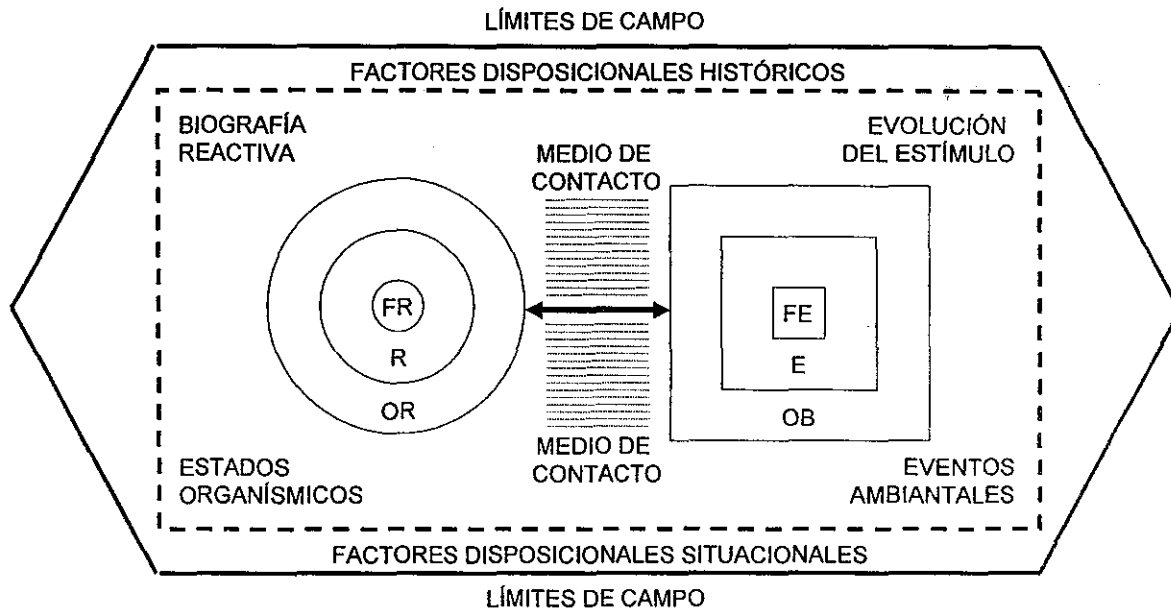 LÍMITES DE CAMPO
FACTORES DISPOSICIONALES HISTÓRICOS
BIOGRAFÍA
REACTIVA
EVOLUCIÓN
DEL ESTÍMULO
MEDIO DE
CONTACTO
FR
R
OR
FE
E
OB
MEDIO DE
CONTACTO
ESTADOS
ORGANÍSMICOS
EVENTOS
AMBIANTALES
FACTORES DISPOSICIONALES SITUACIONALES
LÍMITES DE CAMPO